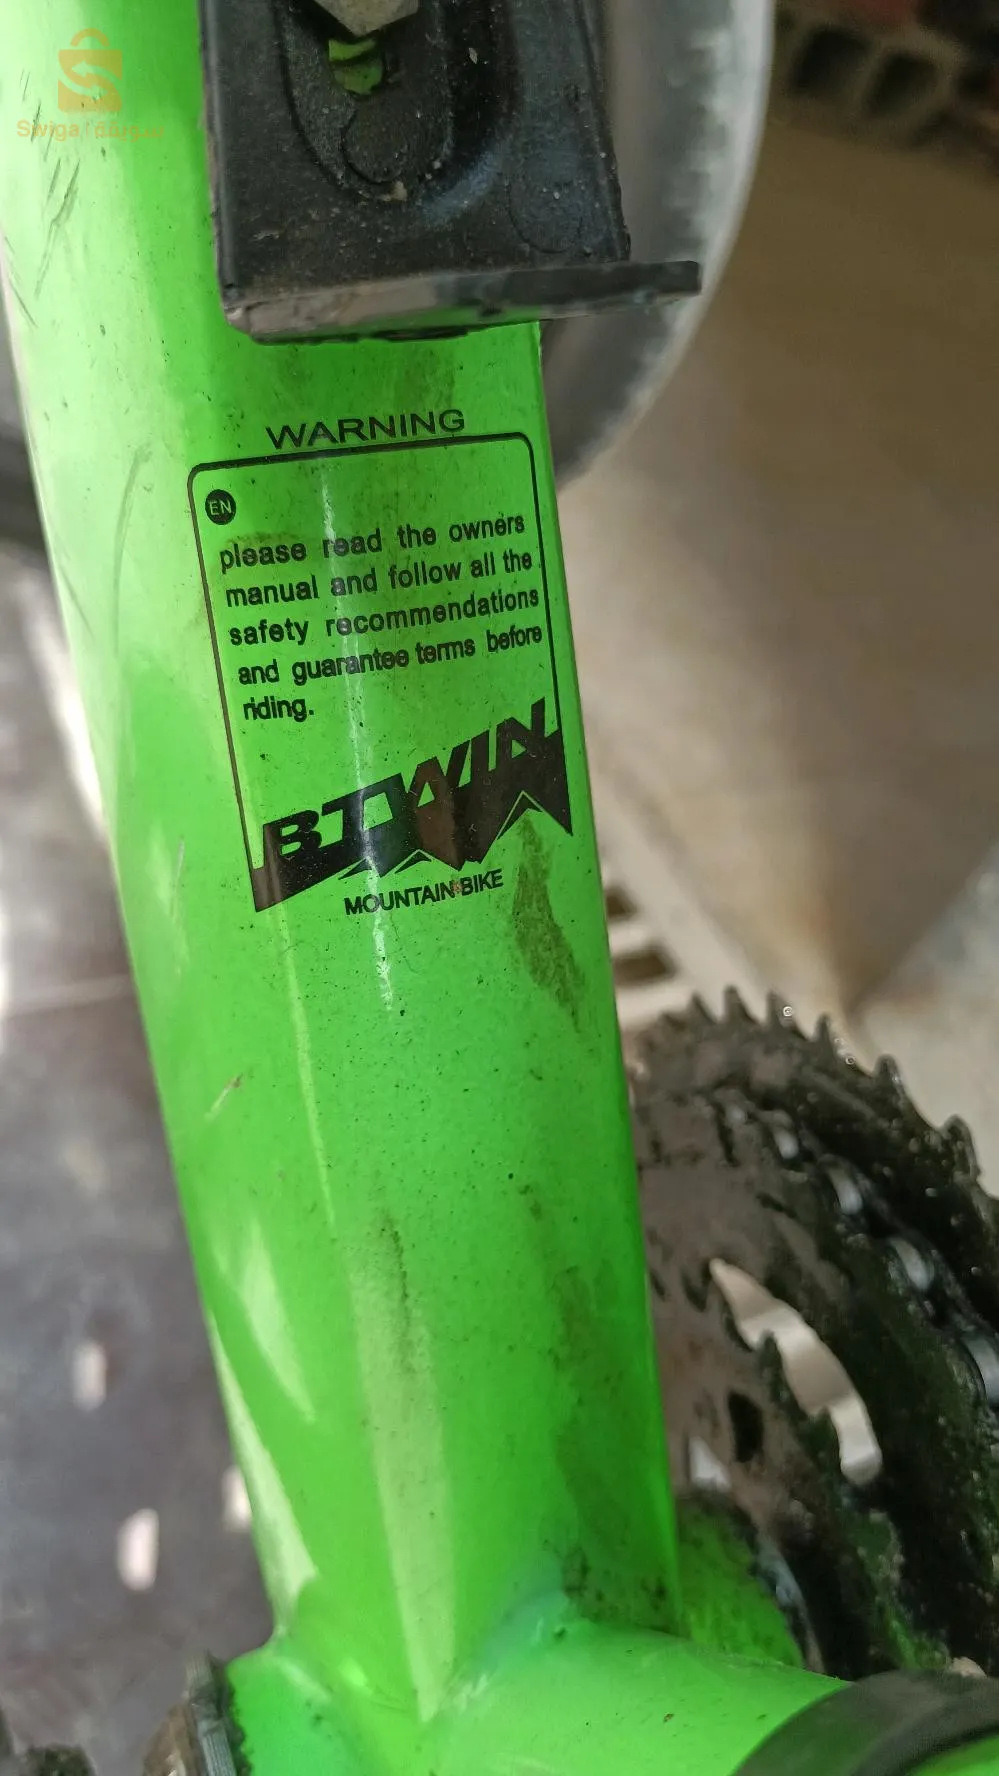 Swiga
WARNING
EN
please read the owners
manual and follow all the
safety recommendations
and guarantee terms before
riding.
BTWIN
MOUNTAIN BIKE